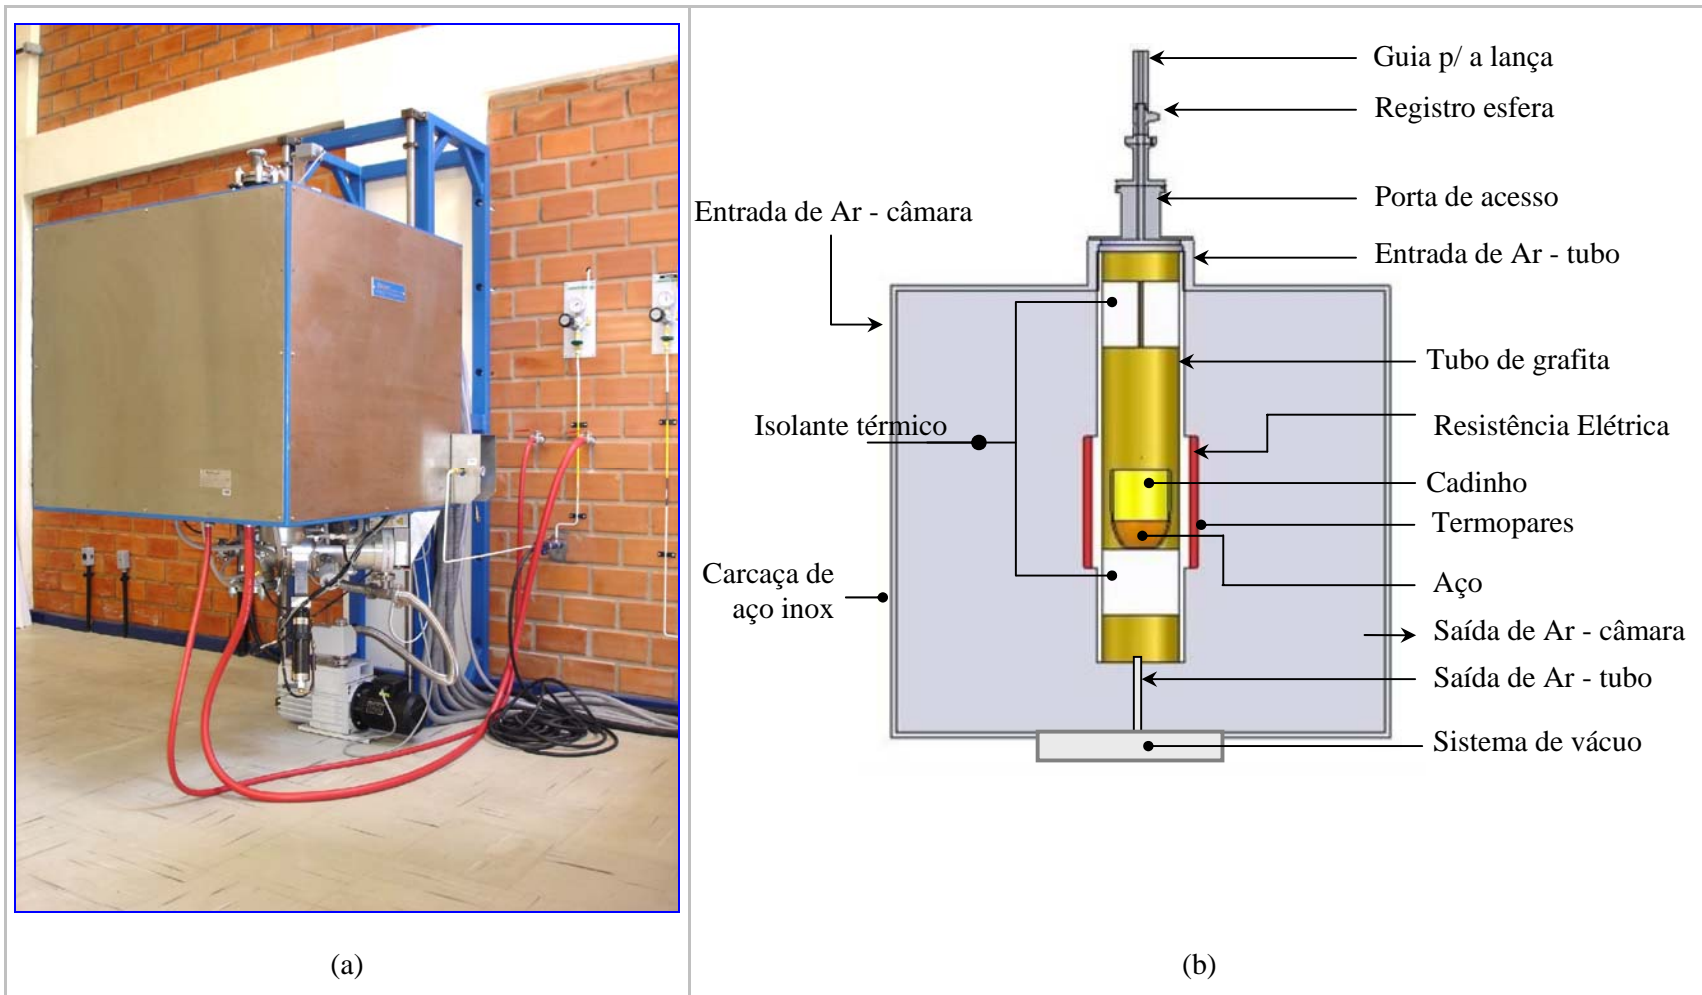 Guia p/ a lança
Registro esfera
Porta de acesso
Entrada de Ar - câmara
Entrada de Ar - tubo
Tubo de grafita
Isolante térmico
Resistência Elétrica
Cadinho
Termopares
Carcaça de
aço inox
Aço
Saída de Ar - câmara
Saída de Ar - tubo
Sistema de vácuo
(a)
(b)